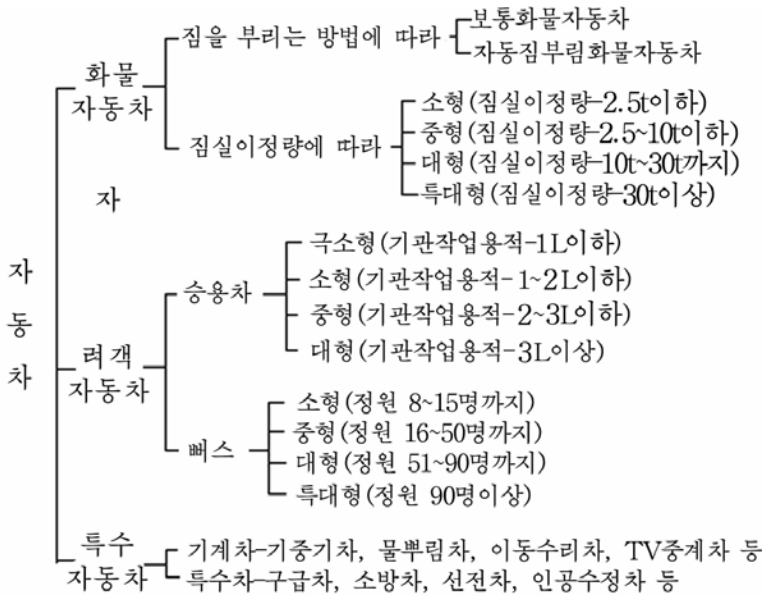 자동차
화물
자동차
짐을 부리는 방법에 따라
보통화물자동차
자동짐부림화물자동차
짐실이정량에 따라
소형(짐실이정량-2.5t이하)
중형(짐실이정량-2.5~10t이하)
대형(짐실이정량-10t~30t까지)
특대형(짐실이정량-30t이상)
자
려객
자동차
승용차
극소형(기관작업용적-1L이하)
소형(기관작업용적-1~2L이하)
중형(기관작업용적-2~3L이하)
대형(기관작업용적-3L이상)
뻐스
소형(정원 8~15명까지)
중형(정원 16~50명까지)
대형(정원 51~90명까지)
특대형(정원 90명이상)
특수
자동차
기계차-기중기차, 물뿌림차, 이동수리차, TV중계차 등
특수차-구급차, 소방차, 선전차, 인공수정차 등